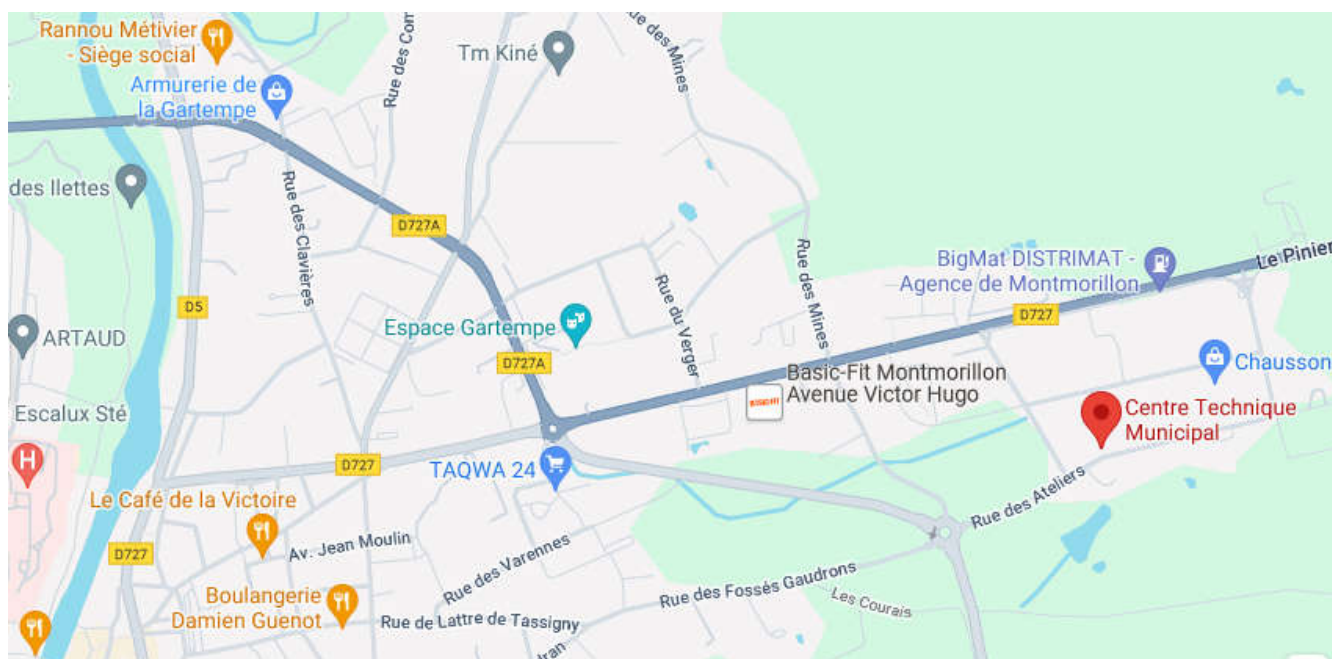 Rannou Métivier
- Siège social
Armurerie de
la Gartempe
Rue des Com
Tm Kiné
Rue des Mines
des Ilettes
Rue des Clavières
D727A
D5
ARTAUD
Espace Gartempe
D727A
Rue du Verger
Rue des Mines
BigMat DISTRIMAT -
Agence de Montmorillon
Le Pinier
D727
Chausson
Basic-Fit Montmorillon
Avenue Victor Hugo
Centre Technique
Municipal
Escalux Sté
H
D727
TAQWA 24
Le Café de la Victoire
D727
Av. Jean Moulin
Rue des Varennes
Rue des Ateliers
Boulangerie
Damien Guenot
Rue de Lattre de Tassigny
Rue des Fossés Gaudrons
Les Courais
dran